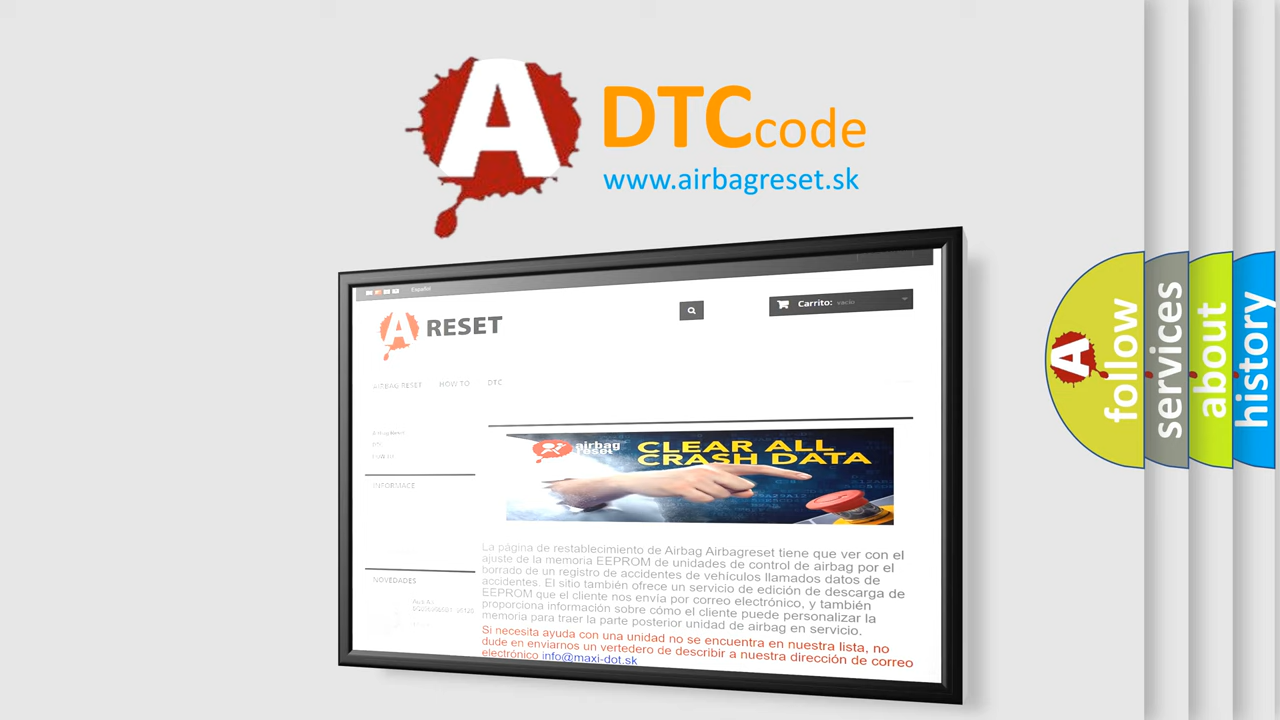 A DTCcode
www.airbagreset.sk
Español
A RESET
Carrito: vacío
AIRBAG RESET HOW TO DTC
Airbag Reset
INFORMACE
CLEAR ALL
CRASH DATA
airbag
reset
La página de restablecimiento de Airbag Airbagreset tiene que ver con el
ajuste de la memoria EEPROM de unidades de control de airbag por el
borrado de un registro de accidentes de vehículos llamados datos de
accidentes. El sitio también ofrece un servicio de edición de descarga de
EEPROM que el cliente nos envía por correo electrónico, y también
proporciona información sobre cómo el cliente puede personalizar la
memoria para traer la parte posterior unidad de airbag en servicio.
Si necesita ayuda con una unidad no se encuentra en nuestra lista, no
dude en enviarnos un vertedero de describir a nuestra dirección de correo
electrónico info@maxi-dot.sk
NOVEDADES
A
follow
services
about
history